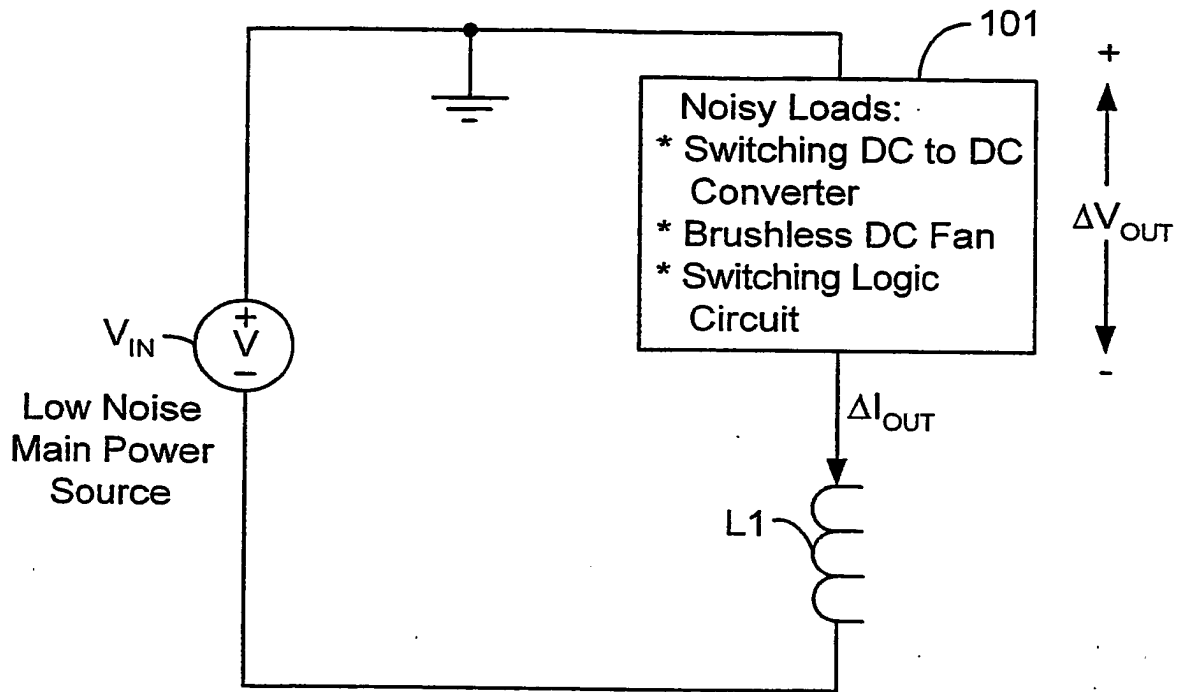 101
+
Noisy Loads:
* Switching DC to DC
Converter
* Brushless DC Fan
* Switching Logic
Circuit
ΔV_OUT
-
V_IN
+
V
-
Low Noise
Main Power
Source
ΔI_OUT
L1